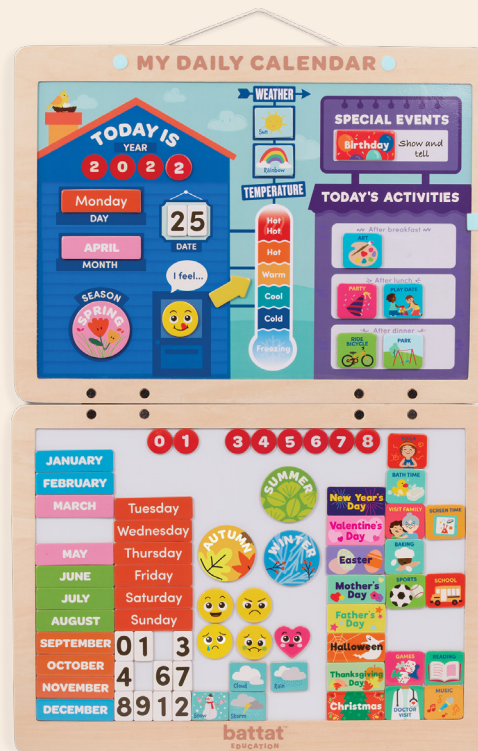 MY DAILY CALENDAR
TODAY IS
YEAR
2 0 2 2
Monday
DAY
APRIL
MONTH
25
DATE
SEASON
SPRING
I feel...
WEATHER
Sun
Rainbow
TEMPERATURE
Hot Hot
Hot
Warm
Cool
Cold
Freezing
SPECIAL EVENTS
Birthday
Show and tell
TODAY'S ACTIVITIES
After breakfast
ART
After lunch
PARTY
PLAY DATE
After dinner
RIDE BICYCLE
PARK
0 1 3 4 5 6 7 8
JANUARY
FEBRUARY
MARCH
MAY
JUNE
JULY
AUGUST
SEPTEMBER
OCTOBER
NOVEMBER
DECEMBER
Tuesday
Wednesday
Thursday
Friday
Saturday
Sunday
0 1 3
4 6 7
8 9 1 2
SUMMER
AUTUMN
WINTER
Cloud
Rain
Snow
Storm
New Year's Day
Valentine's Day
Easter
Mother's Day
Father's Day
Halloween
Thanksgiving Day
Christmas
BATH TIME
VISIT FAMILY
SCREEN TIME
BAKING
SPORTS
SCHOOL
GAMES
READING
DOCTOR VISIT
MUSIC
battat
EDUCATION